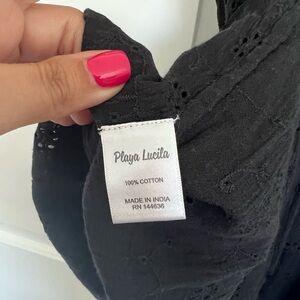 Playa Lucila
100% COTTON
MADE IN INDIA
RN 144636